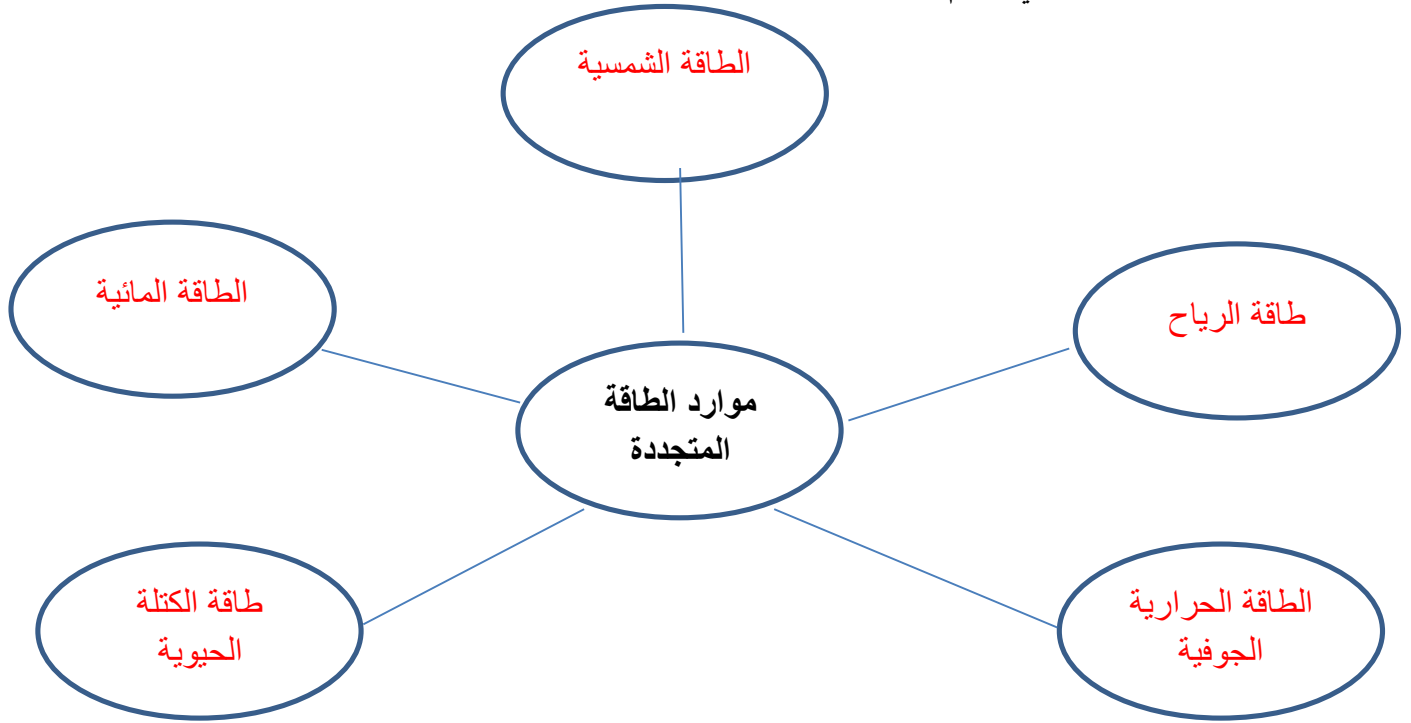 الطاقة الشمسية
طاقة الرياح
الطاقة المائية
موارد الطاقة
المتجددة
الطاقة الحرارية
الجوفية
طاقة الكتلة
الحيوية